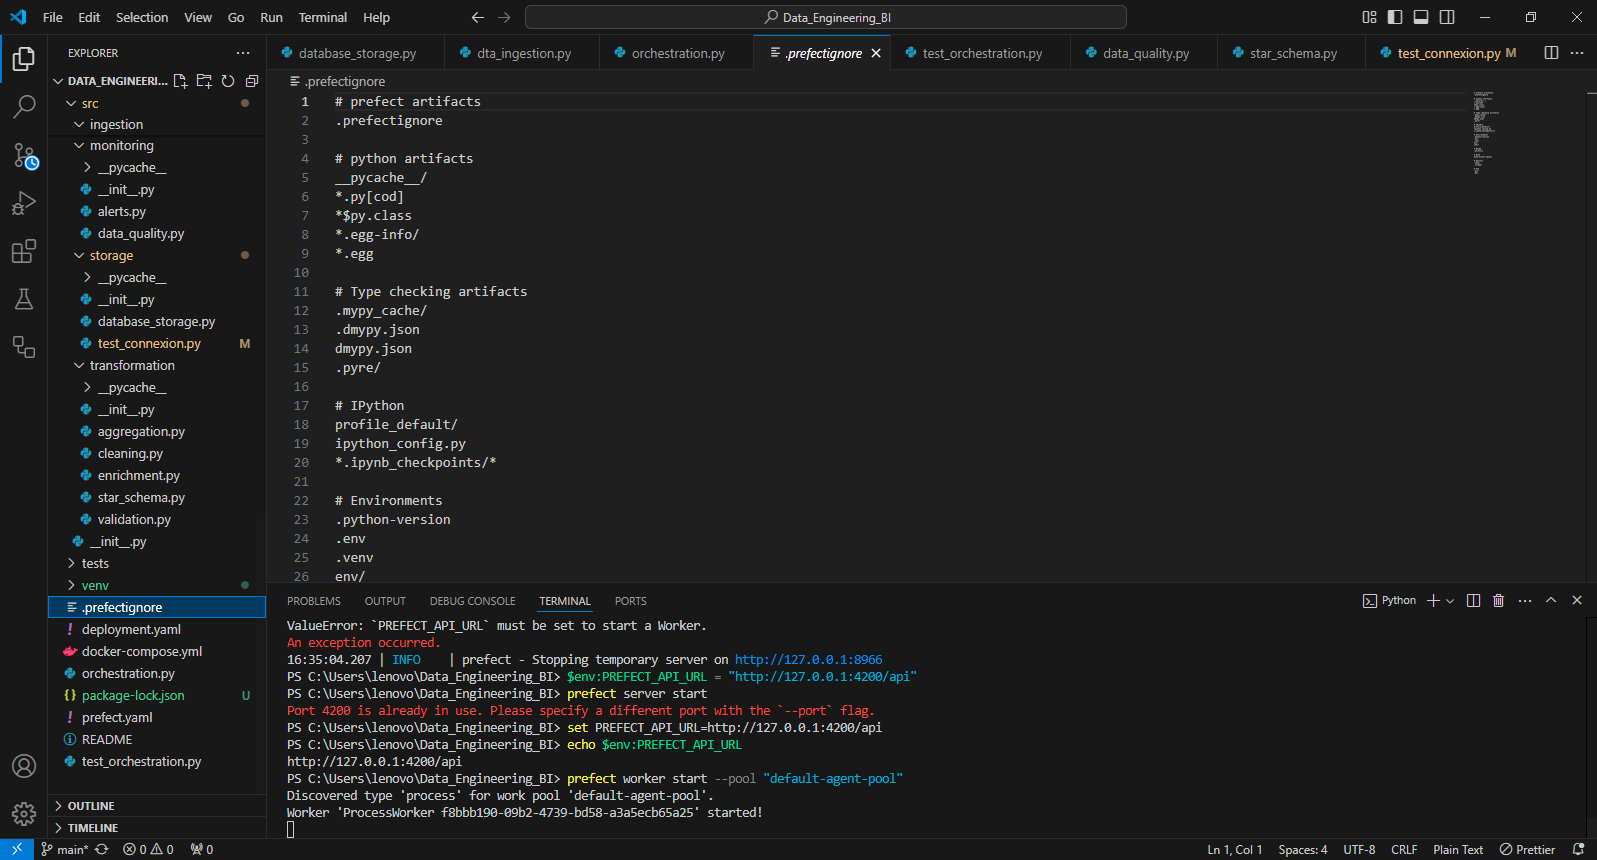 File Edit Selection View Go Run Terminal Help
Data_Engineering_BI
EXPLORER
DATA_ENGINEERI...
src
ingestion
monitoring
__pycache__
__init__.py
alerts.py
data_quality.py
storage
__pycache__
__init__.py
database_storage.py
test_connexion.py M
transformation
__pycache__
__init__.py
aggregation.py
cleaning.py
enrichment.py
star_schema.py
validation.py
__init__.py
tests
venv
.prefectignore
deployment.yaml
docker-compose.yml
orchestration.py
package-lock.json U
prefect.yaml
README
test_orchestration.py
OUTLINE
TIMELINE
database_storage.py dta_ingestion.py orchestration.py .prefectignore test_orchestration.py data_quality.py star_schema.py test_connexion.py M
.prefectignore
1 # prefect artifacts
2 .prefectignore
3
4 # python artifacts
5 __pycache__/
6 *.py[cod]
7 *$py.class
8 *.egg-info/
9 *.egg
10
11 # Type checking artifacts
12 .mypy_cache/
13 .dmypy.json
14 dmypy.json
15 .pyre/
16
17 # IPython
18 profile_default/
19 ipython_config.py
20 *.ipynb_checkpoints/*
21
22 # Environments
23 .python-version
24 .env
25 .venv
26 env/
PROBLEMS OUTPUT DEBUG CONSOLE TERMINAL PORTS
Python
ValueError: `PREFECT_API_URL` must be set to start a Worker.
An exception occurred.
16:35:04.207 | INFO    | prefect - Stopping temporary server on http://127.0.0.1:8966
PS C:\Users\lenovo\Data_Engineering_BI> $env:PREFECT_API_URL = "http://127.0.0.1:4200/api"
PS C:\Users\lenovo\Data_Engineering_BI> prefect server start
Port 4200 is already in use. Please specify a different port with the `--port` flag.
PS C:\Users\lenovo\Data_Engineering_BI> set PREFECT_API_URL=http://127.0.0.1:4200/api
PS C:\Users\lenovo\Data_Engineering_BI> echo $env:PREFECT_API_URL
http://127.0.0.1:4200/api
PS C:\Users\lenovo\Data_Engineering_BI> prefect worker start --pool "default-agent-pool"
Discovered type 'process' for work pool 'default-agent-pool'.
Worker 'ProcessWorker f8bbb190-09b2-4739-bd58-a3a5ecb65a25' started!
main* 0 0 0 Ln 1, Col 1 Spaces: 4 UTF-8 CRLF Plain Text Prettier